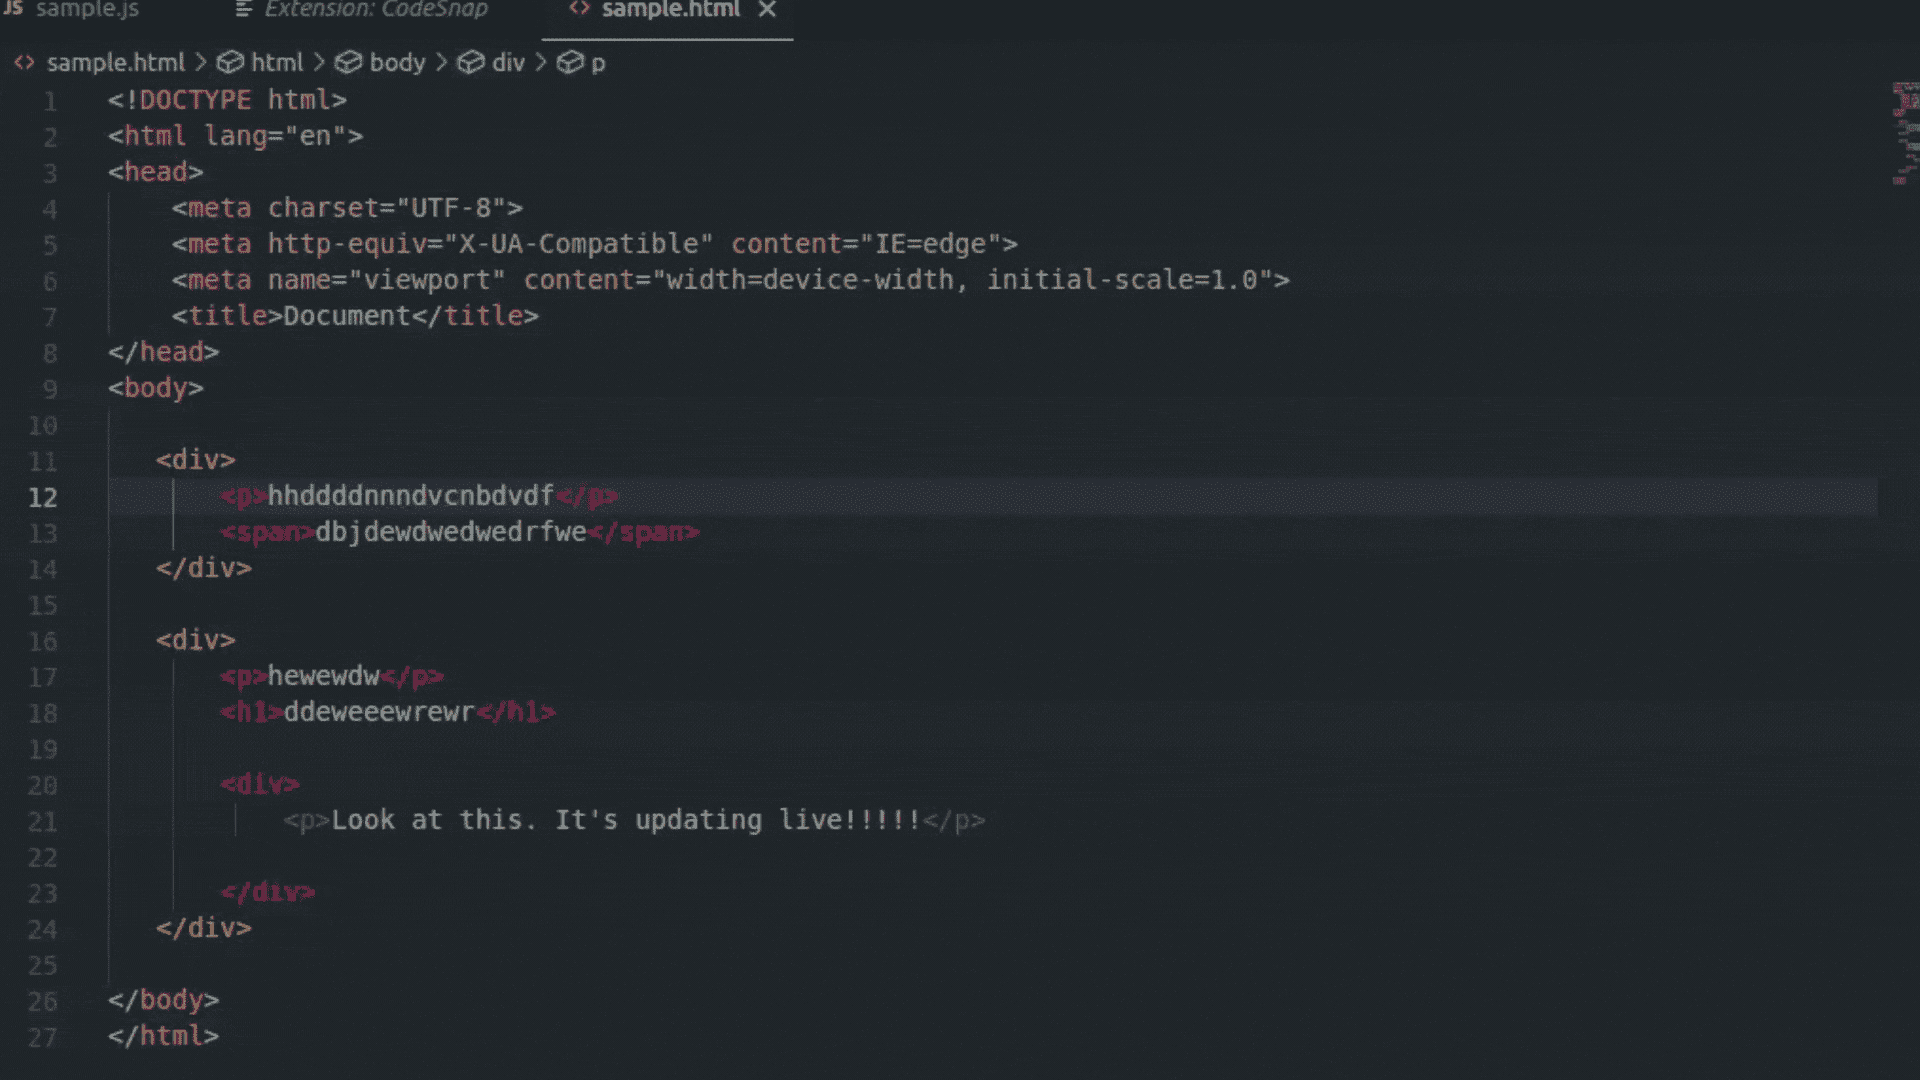 JS sample.js Extension: CodeSnap <> sample.html ×
<> sample.html > html > body > div > p
1 <!DOCTYPE html>
2 <html lang="en">
3 <head>
4 <meta charset="UTF-8">
5 <meta http-equiv="X-UA-Compatible" content="IE=edge">
6 <meta name="viewport" content="width=device-width, initial-scale=1.0">
7 <title>Document</title>
8 </head>
9 <body>
10
11 <div>
12 <p>hhddddnnndvcnbdvdf</p>
13 <span>dbjdewdwedwedrfwe</span>
14 </div>
15
16 <div>
17 <p>hewewdw</p>
18 <h1>ddeweeewrewr</h1>
19
20 <div>
21 <p>Look at this. It's updating live!!!!!</p>
22
23 </div>
24 </div>
25
26 </body>
27 </html>